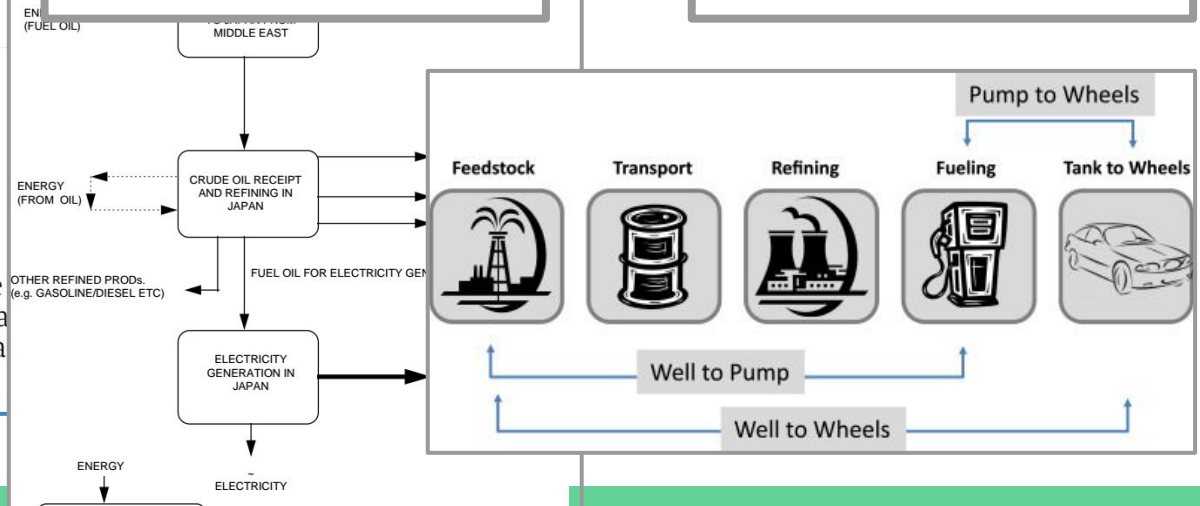 (FUEL OIL)
MIDDLE EAST
CRUDE OIL RECEIPT
AND REFINING IN
JAPAN
ENERGY
(FROM OIL)
OTHER REFINED PRODs.
(e.g. GASOLINE/DIESEL ETC)
FUEL OIL FOR ELECTRICITY GEN
ELECTRICITY
GENERATION IN
JAPAN
~
ELECTRICITY
ENERGY
Pump to Wheels
Feedstock
Transport
Refining
Fueling
Tank to Wheels
Well to Pump
Well to Wheels